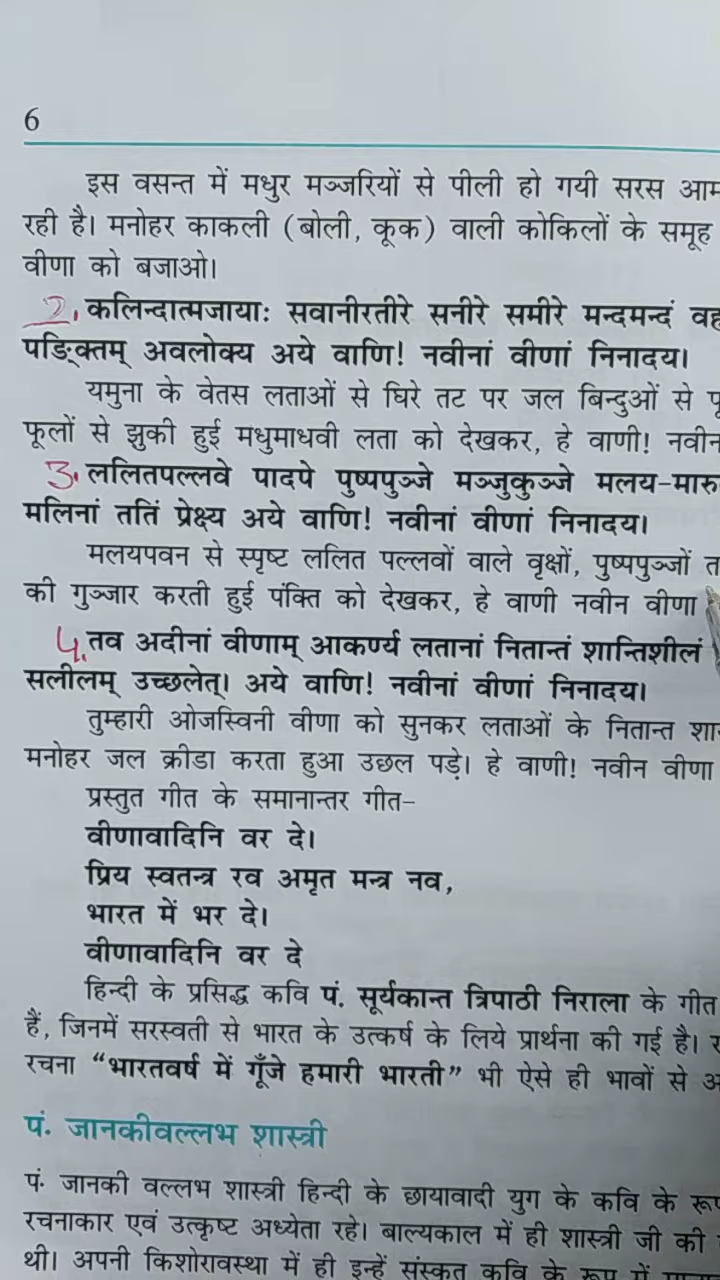 6
इस वसन्त में मधुर मञ्जरियों से पीली हो गयी सरस
रही है। मनोहर काकली (बोली, कूक) वाली कोकिलों के समूह
वीणा को बजाओ।
2. कलिन्दात्मजायाः सवानीरतीरे सनीरे समीरे मन्दमन्दं
पङ्क्तिम् अवलोक्य अये वाणि! नवीनां वीणां निनादय।
यमुना के वेतस लताओं से घिरे तट पर जल बिन्दुओं से
फूलों से झुकी हुई मधुमाधवी लता को देखकर, हे वाणी!
3. ललितपल्लवे पादपे पुष्पपुञ्जे मञ्जुकुञ्जे मलय-मारु
मलिनां ततिं प्रेक्ष्य अये वाणि! नवीनां वीणां निनादय।
मलयपवन से स्पृष्ट ललित पल्लवों वाले वृक्षों, पुष्पपुञ्जों
की गुञ्जार करती हुई पंक्ति को देखकर, हे वाणी नवीन वीणा
4. तव अदीनां वीणाम् आकर्ण्य लतानां नितान्तं शान्तिशीलं
सलीलम् उच्छलेत्। अये वाणि! नवीनां वीणां निनादय।
तुम्हारी ओजस्विनी वीणा को सुनकर लताओं के नितान्त
मनोहर जल क्रीडा करता हुआ उछल पड़े। हे वाणी! नवीन वीणा
प्रस्तुत गीत के समानान्तर गीत-
वीणावादिनि वर दे।
प्रिय स्वतन्त्र रव अमृत मन्त्र नव,
भारत में भर दे।
वीणावादिनि वर दे
हिन्दी के प्रसिद्ध कवि पं. सूर्यकान्त त्रिपाठी निराला के गीत
हैं, जिनमें सरस्वती से भारत के उत्कर्ष के लिये प्रार्थना की गई है।
रचना “भारतवर्ष में गूँजे हमारी भारती” भी ऐसे ही भावों से
पं. जानकीवल्लभ शास्त्री
पं. जानकी वल्लभ शास्त्री हिन्दी के छायावादी युग के कवि के
रचनाकार एवं उत्कृष्ट अध्येता रहे। बाल्यकाल में ही शास्त्री जी की
थी। अपनी किशोरावस्था में ही इन्हें संस्कृत कवि के रूप में